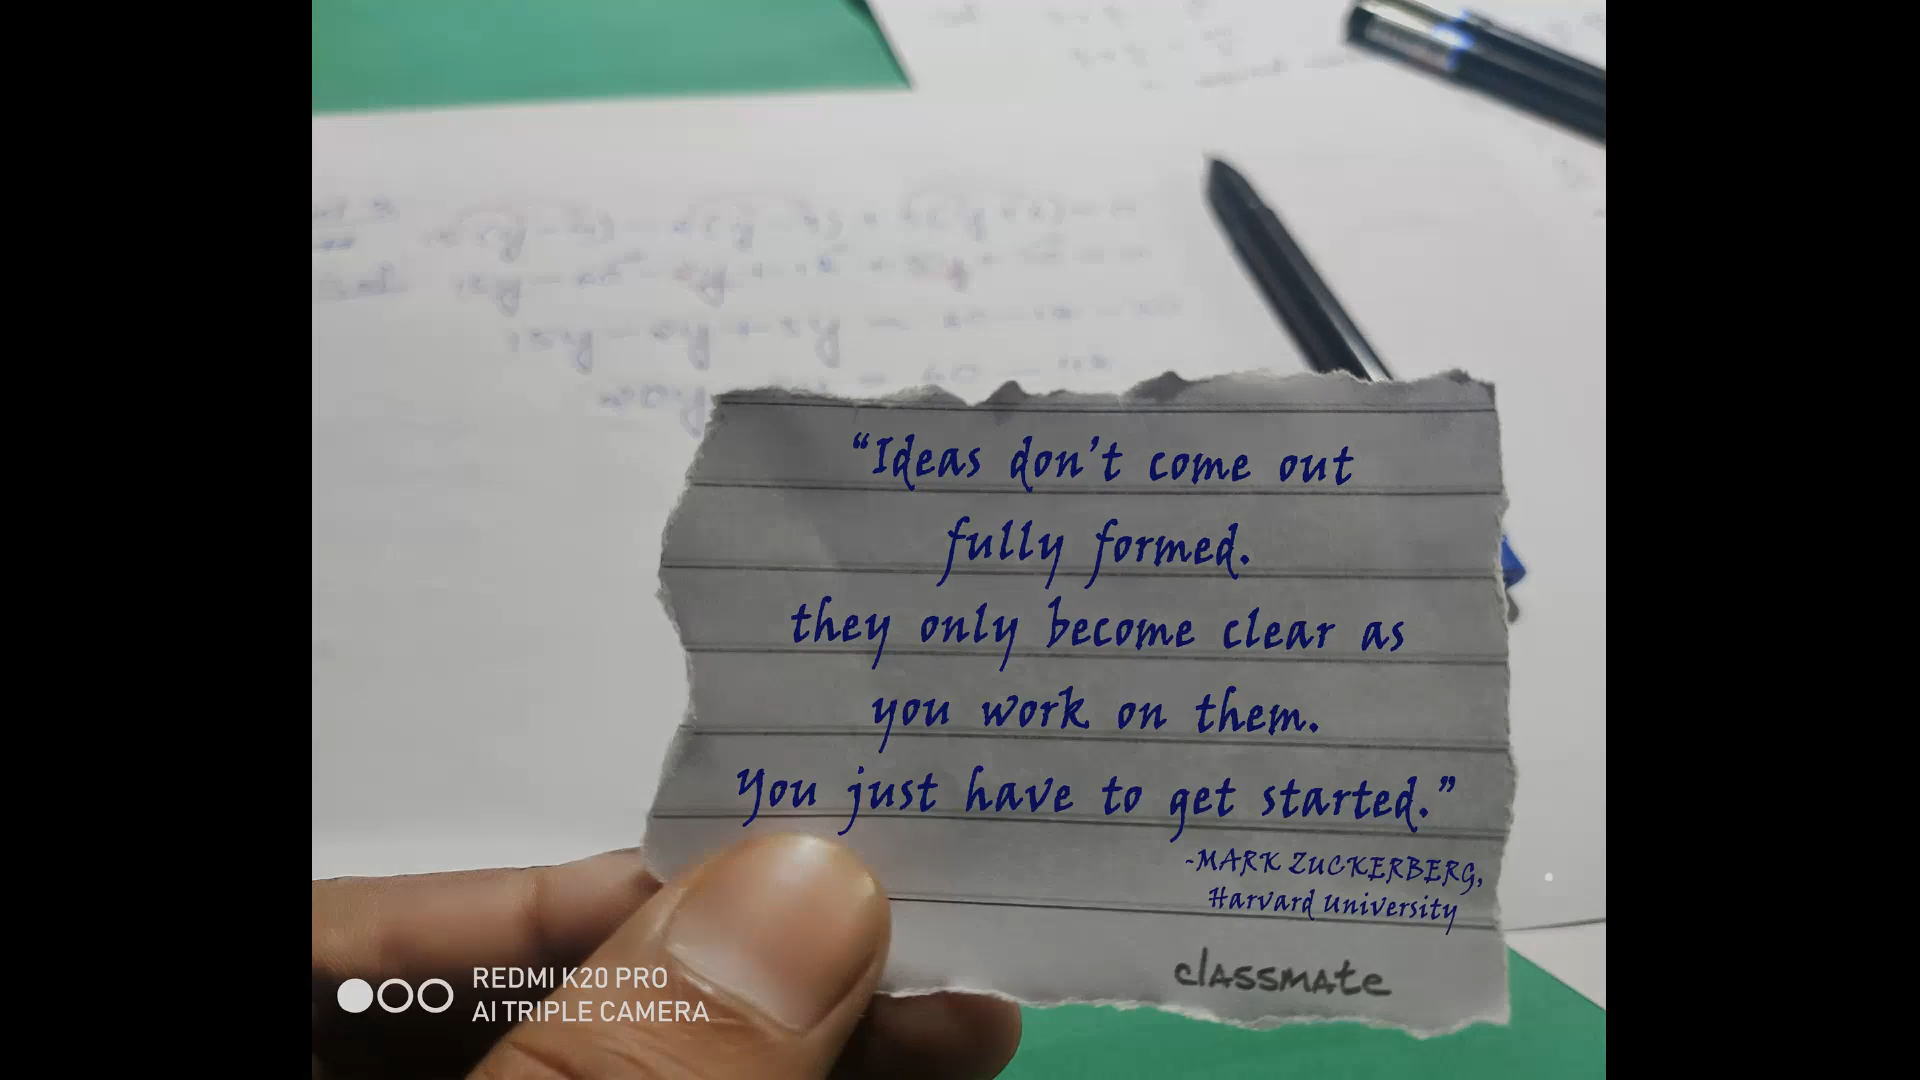 “Ideas don’t come out
fully formed.
they only become clear as
you work on them.
You just have to get started.”
-MARK ZUCKERBERG,
Harvard University
classmate
REDMI K20 PRO
AI TRIPLE CAMERA